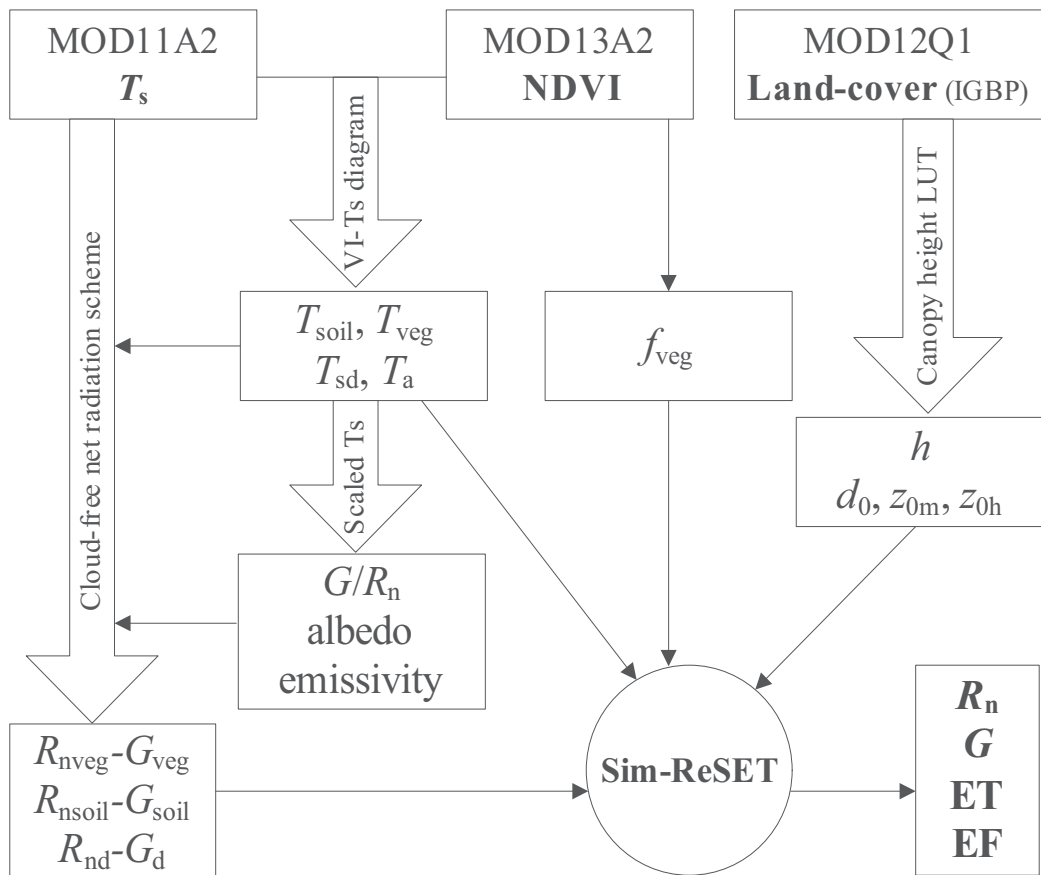 MOD11A2
Ts
MOD13A2
NDVI
MOD12Q1
Land-cover (IGBP)
VI-Ts diagram
Canopy height LUT
Cloud-free net radiation scheme
Tsoil, Tveg
Tsd, Ta
fveg
Scaled Ts
h
d0, z0m, z0h
G/Rn
albedo
emissivity
Rnveg-Gveg
Rnsoil-Gsoil
Rnd-Gd
Sim-ReSET
Rn
G
ET
EF